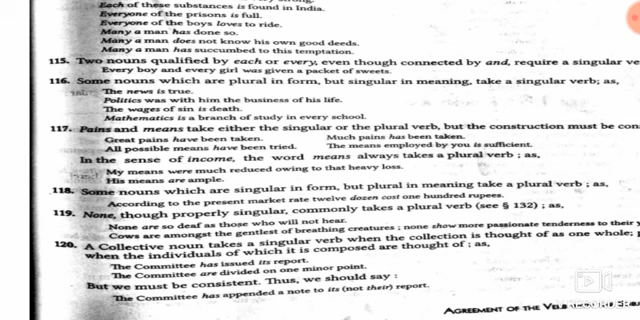 Each of these substances is found in India.
Everyone of the prisons is full.
Everyone of the boys loves to ride.
Many a man has done so.
Many a man does not know his own good deeds.
Many a man has succumbed to this temptation.
115. Two nouns qualified by each or every, even though connected by and, require a singular ve
Every boy and every girl was given a packet of sweets.
116. Some nouns which are plural in form, but singular in meaning, take a singular verb; as,
The news is true.
Politics was with him the business of his life.
The wages of sin is death.
Mathematics is a branch of study in every school.
117. Pains and means take either the singular or the plural verb, but the construction must be cons
Great pains have been taken. Much pains has been taken.
All possible means have been tried. The means employed by you is sufficient.
In the sense of income, the word means always takes a plural verb ; as,
My means were much reduced owing to that heavy loss.
His means are ample.
118. Some nouns which are singular in form, but plural in meaning take a plural verb ; as,
According to the present market rate twelve dozen cost one hundred rupees.
119. None, though properly singular, commonly takes a plural verb (see § 132) ; as,
None are so deaf as those who will not hear.
Cows are amongst the gentlest of breathing creatures ; none show more passionate tenderness to their y
120. A Collective noun takes a singular verb when the collection is thought of as one whole;
when the individuals of which it is composed are thought of ; as,
The Committee has issued its report.
The Committee are divided on one minor point.
But we must be consistent. Thus, we should say :
The Committee has appended a note to its (not their) report.
AGREEMENT OF THE